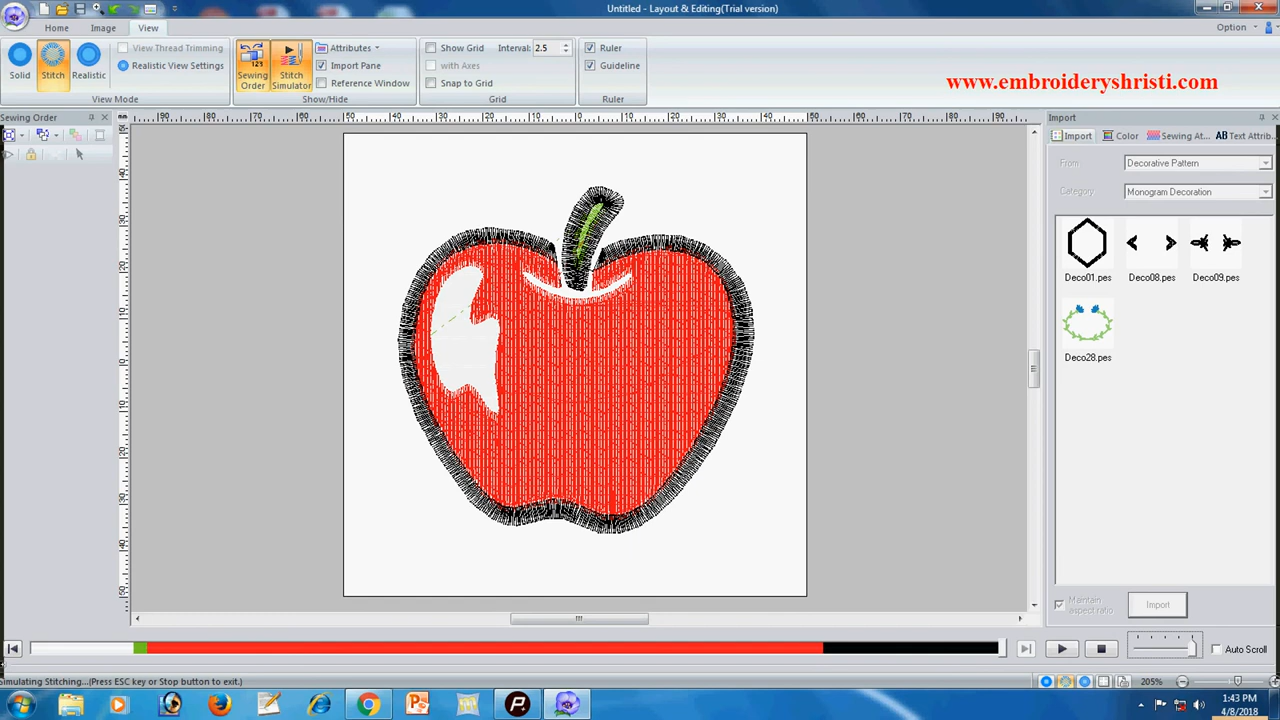 Untitled - Layout & Editing(Trial version)
Home Image View Option
Solid Stitch Realistic
View Thread Trimming
Realistic View Settings
View Mode
Sewing Order
Stitch Simulator
Attributes
Import Pane
Reference Window
Show/Hide
Show Grid Interval: 2.5
with Axes
Snap to Grid
Grid
Ruler
Guideline
Ruler
www.embroideryshristi.com
Sewing Order
Import
Import Color Sewing At... AB Text Attrib...
From Decorative Pattern
Category Monogram Decoration
Deco01.pes Deco08.pes Deco09.pes
Deco28.pes
Maintain aspect ratio
Import
Auto Scroll
Simulating Stitching...(Press ESC key or Stop button to exit.)
205%
1:43 PM
4/8/2018